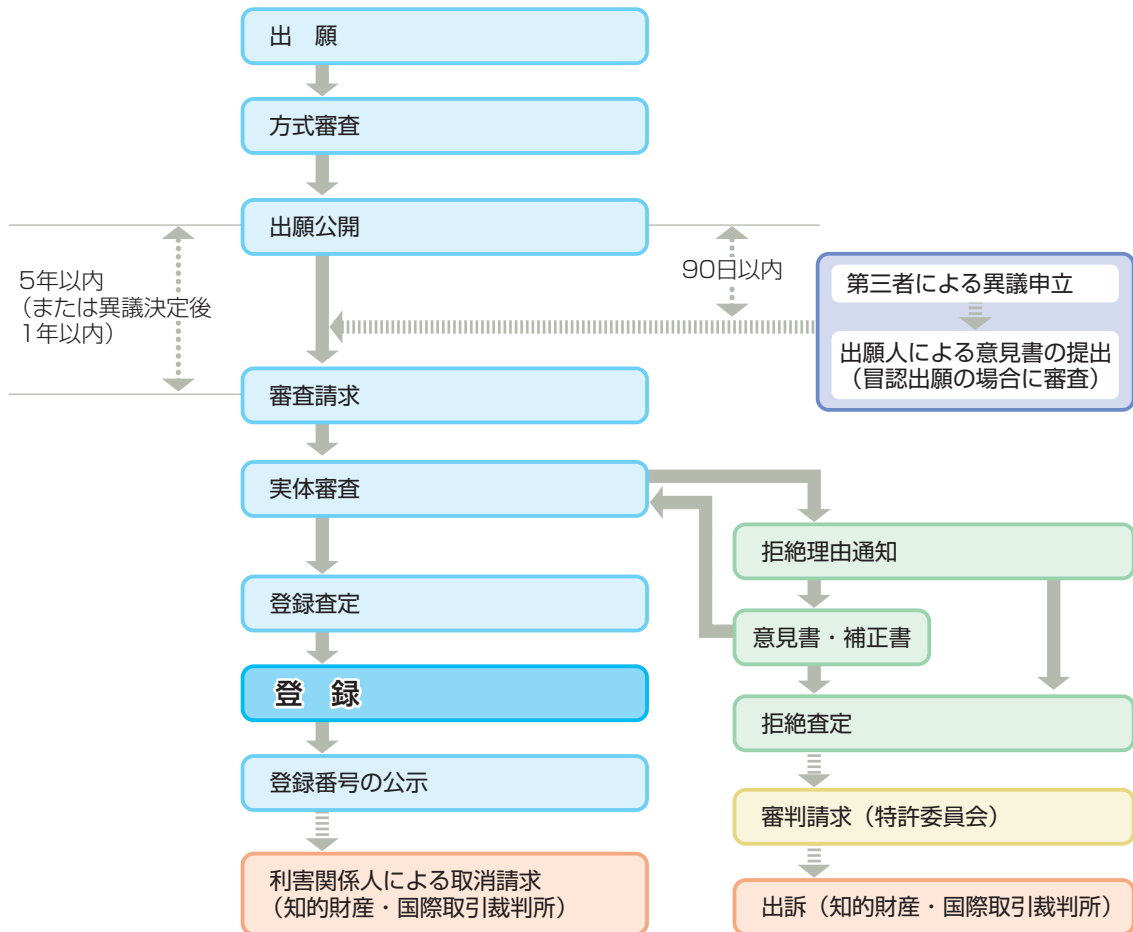 出　願
方式審査
出願公開
5年以内
（または異議決定後
1年以内）
90日以内
第三者による異議申立
出願人による意見書の提出
（冒認出願の場合に審査）
審査請求
実体審査
拒絶理由通知
登録査定
意見書・補正書
登　録
拒絶査定
登録番号の公示
審判請求（特許委員会）
利害関係人による取消請求
（知的財産・国際取引裁判所）
出訴（知的財産・国際取引裁判所）